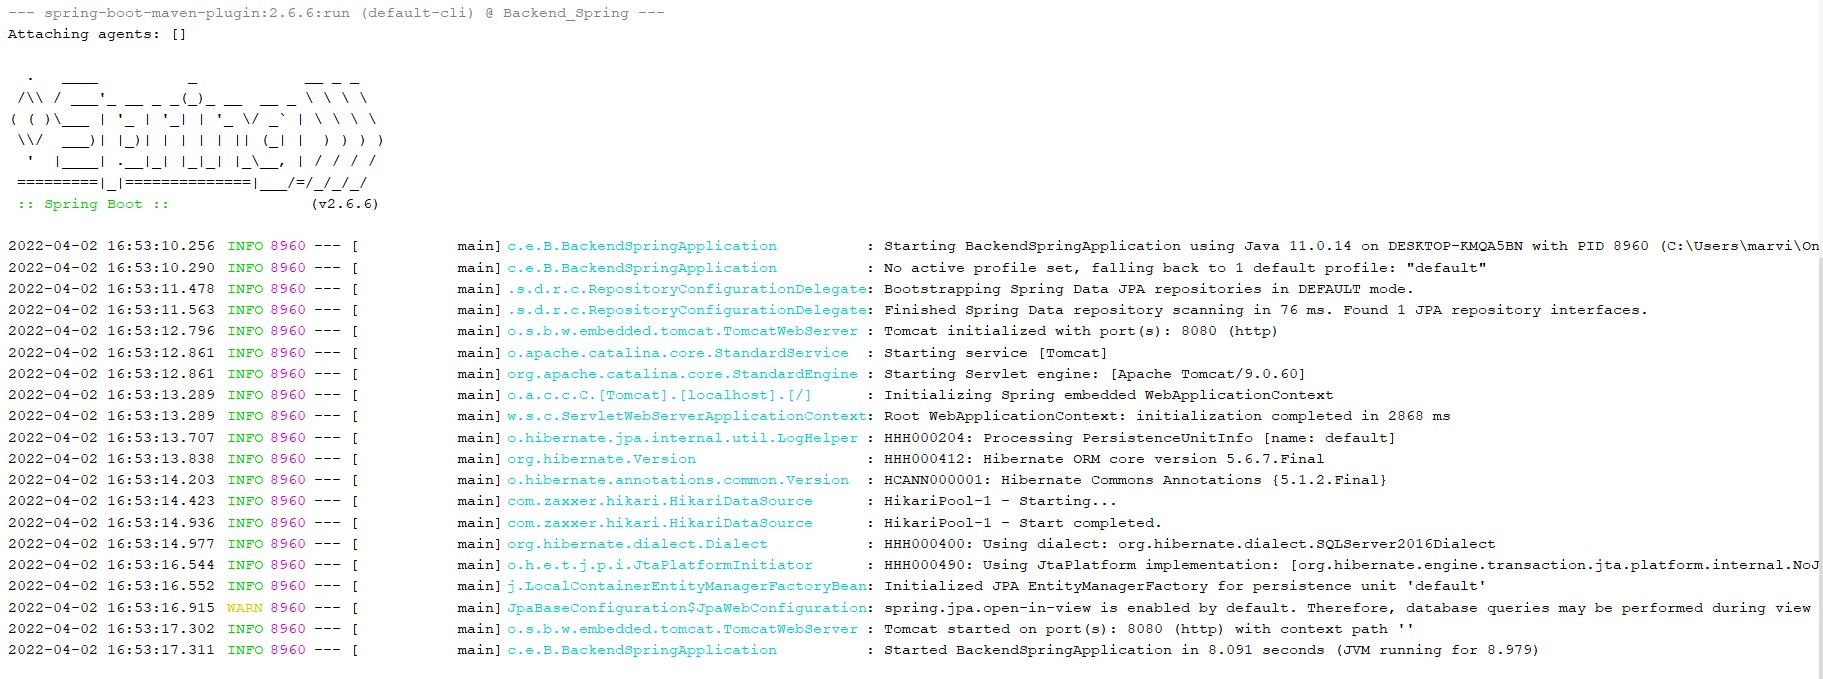 --- spring-boot-maven-plugin:2.6.6:run (default-cli) @ Backend_Spring ---
Attaching agents: []

  .   ____          _            __ _ _
 /\\ / ___'_ __ _ _(_)_ __  __ _ \ \ \ \
( ( )\___ | '_ | '_| | '_ \/ _` | \ \ \ \
 \\/  ___)| |_)| | | | | || (_| |  ) ) ) )
  '  |____| .__|_| |_|_| |_\__, | / / / /
 =========|_|==============|___/=/_/_/_/
 :: Spring Boot ::                (v2.6.6)

2022-04-02 16:53:10.256 INFO 8960 --- [           main] c.e.B.BackendSpringApplication          : Starting BackendSpringApplication using Java 11.0.14 on DESKTOP-KMQA5BN with PID 8960 (C:\Users\marvi\On
2022-04-02 16:53:10.290 INFO 8960 --- [           main] c.e.B.BackendSpringApplication          : No active profile set, falling back to 1 default profile: "default"
2022-04-02 16:53:11.478 INFO 8960 --- [           main] .s.d.r.c.RepositoryConfigurationDelegate: Bootstrapping Spring Data JPA repositories in DEFAULT mode.
2022-04-02 16:53:11.563 INFO 8960 --- [           main] .s.d.r.c.RepositoryConfigurationDelegate: Finished Spring Data repository scanning in 76 ms. Found 1 JPA repository interfaces.
2022-04-02 16:53:12.796 INFO 8960 --- [           main] o.s.b.w.embedded.tomcat.TomcatWebServer : Tomcat initialized with port(s): 8080 (http)
2022-04-02 16:53:12.861 INFO 8960 --- [           main] o.apache.catalina.core.StandardService  : Starting service [Tomcat]
2022-04-02 16:53:12.861 INFO 8960 --- [           main] org.apache.catalina.core.StandardEngine : Starting Servlet engine: [Apache Tomcat/9.0.60]
2022-04-02 16:53:13.289 INFO 8960 --- [           main] o.a.c.c.C.[Tomcat].[localhost].[/]      : Initializing Spring embedded WebApplicationContext
2022-04-02 16:53:13.289 INFO 8960 --- [           main] w.s.c.ServletWebServerApplicationContext: Root WebApplicationContext: initialization completed in 2868 ms
2022-04-02 16:53:13.707 INFO 8960 --- [           main] o.hibernate.jpa.internal.util.LogHelper : HHH000204: Processing PersistenceUnitInfo [name: default]
2022-04-02 16:53:13.838 INFO 8960 --- [           main] org.hibernate.Version                   : HHH000412: Hibernate ORM core version 5.6.7.Final
2022-04-02 16:53:14.203 INFO 8960 --- [           main] o.hibernate.annotations.common.Version  : HCANN000001: Hibernate Commons Annotations {5.1.2.Final}
2022-04-02 16:53:14.423 INFO 8960 --- [           main] com.zaxxer.hikari.HikariDataSource      : HikariPool-1 - Starting...
2022-04-02 16:53:14.936 INFO 8960 --- [           main] com.zaxxer.hikari.HikariDataSource      : HikariPool-1 - Start completed.
2022-04-02 16:53:14.977 INFO 8960 --- [           main] org.hibernate.dialect.Dialect           : HHH000400: Using dialect: org.hibernate.dialect.SQLServer2016Dialect
2022-04-02 16:53:16.544 INFO 8960 --- [           main] o.h.e.t.j.p.i.JtaPlatformInitiator      : HHH000490: Using JtaPlatform implementation: [org.hibernate.engine.transaction.jta.platform.internal.NoJ
2022-04-02 16:53:16.552 INFO 8960 --- [           main] j.LocalContainerEntityManagerFactoryBean: Initialized JPA EntityManagerFactory for persistence unit 'default'
2022-04-02 16:53:16.915 WARN 8960 --- [           main] JpaBaseConfiguration$JpaWebConfiguration: spring.jpa.open-in-view is enabled by default. Therefore, database queries may be performed during view
2022-04-02 16:53:17.302 INFO 8960 --- [           main] o.s.b.w.embedded.tomcat.TomcatWebServer : Tomcat started on port(s): 8080 (http) with context path ''
2022-04-02 16:53:17.311 INFO 8960 --- [           main] c.e.B.BackendSpringApplication          : Started BackendSpringApplication in 8.091 seconds (JVM running for 8.979)